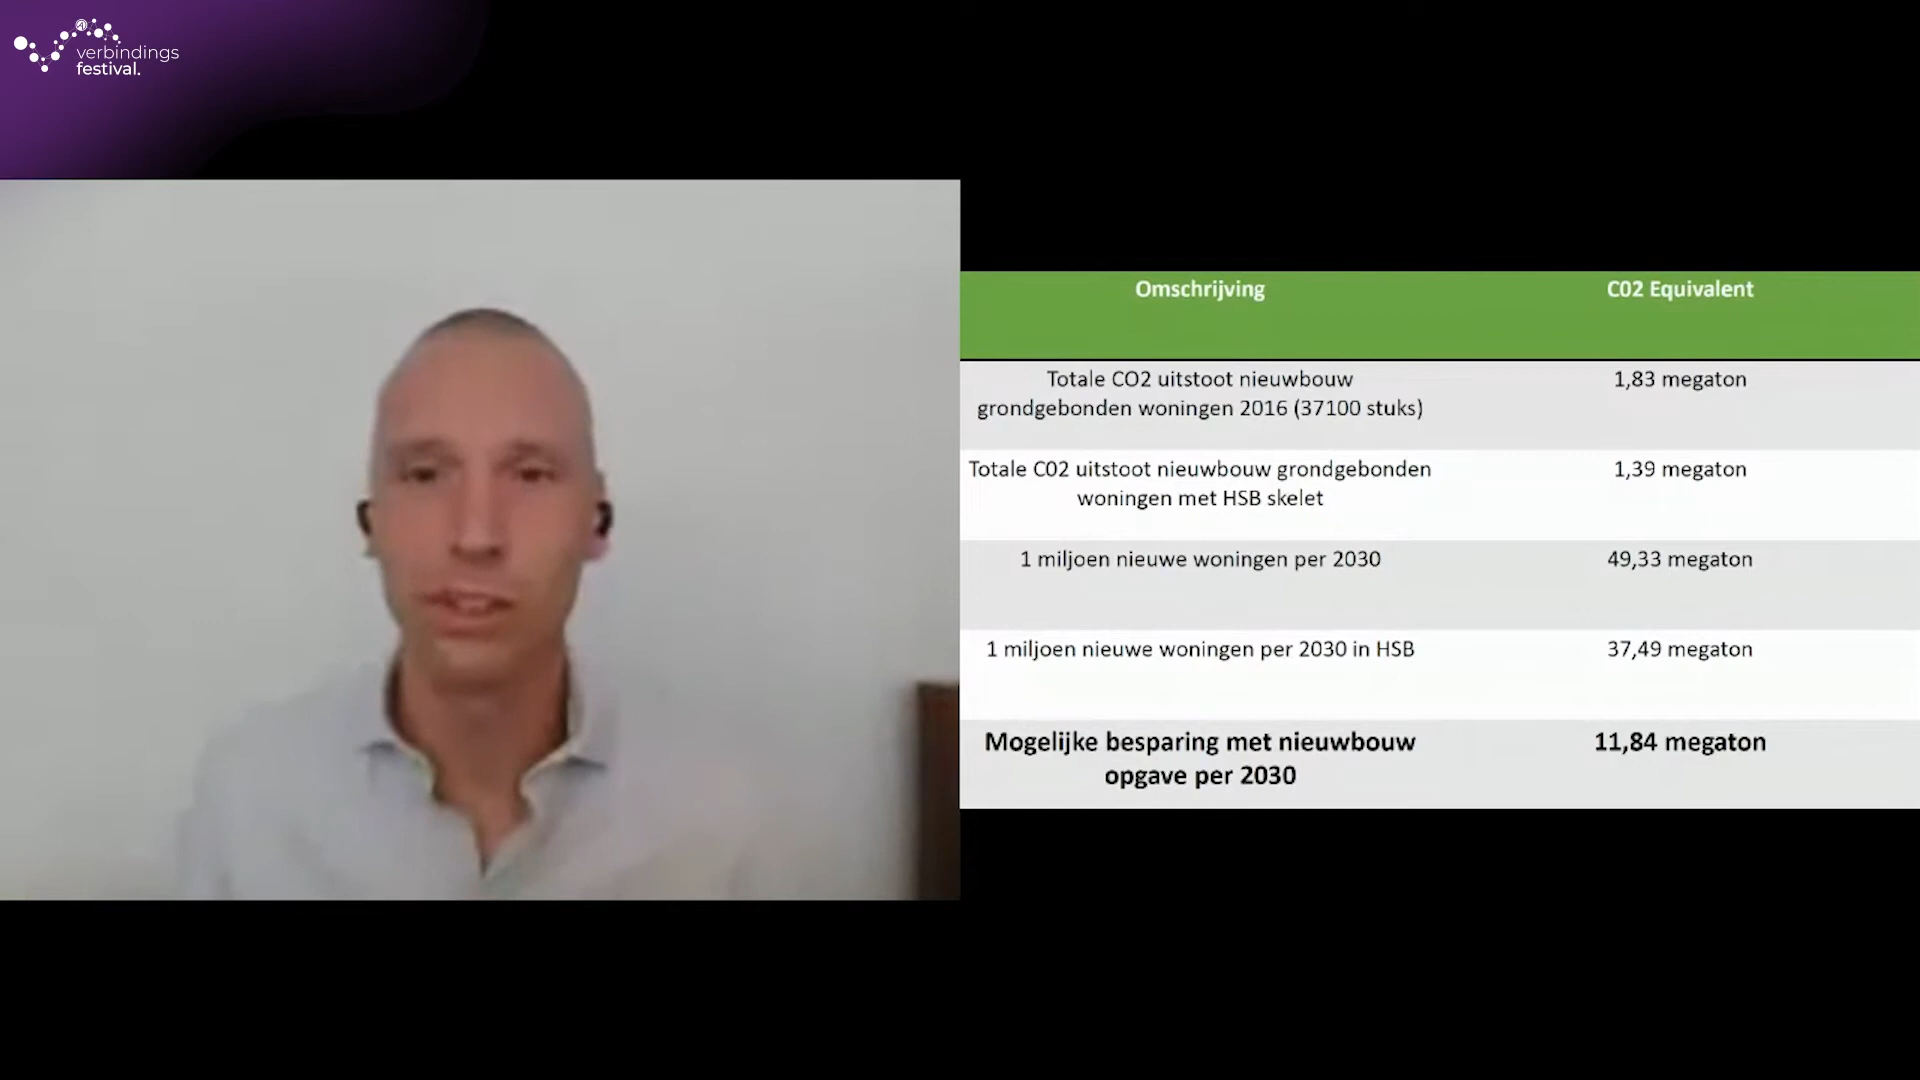 verbindings
festival.
Omschrijving
C02 Equivalent
Totale CO2 uitstoot nieuwbouw
grondgebonden woningen 2016 (37100 stuks)
1,83 megaton
Totale C02 uitstoot nieuwbouw grondgebonden
woningen met HSB skelet
1,39 megaton
1 miljoen nieuwe woningen per 2030
49,33 megaton
1 miljoen nieuwe woningen per 2030 in HSB
37,49 megaton
Mogelijke besparing met nieuwbouw
opgave per 2030
11,84 megaton